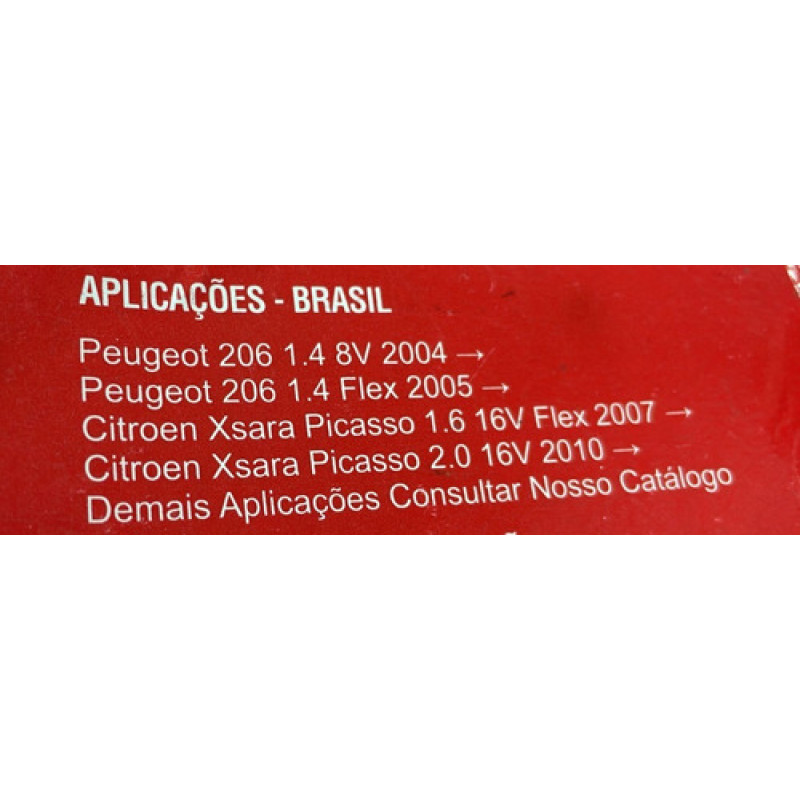 APLICAÇÕES - BRASIL
Peugeot 206 1.4 8V 2004 →
Peugeot 206 1.4 Flex 2005 →
Citroen Xsara Picasso 1.6 16V Flex 2007 →
Citroen Xsara Picasso 2.0 16V 2010 →
Demais Aplicações Consultar Nosso Catálogo